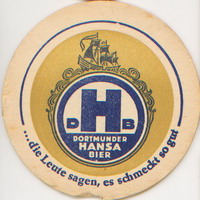 D H B
DORTMUNDER
HANSA
BIER
...die Leute sagen, es schmeckt so gut